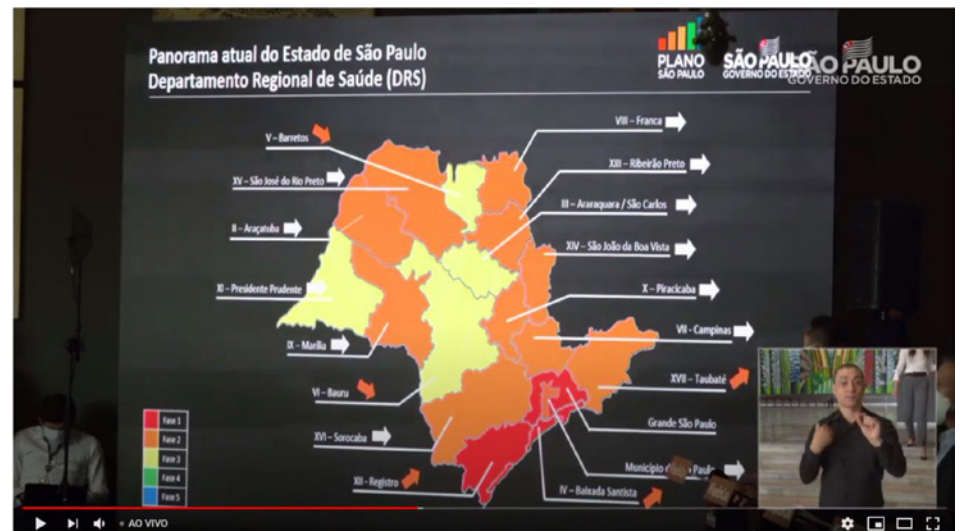 Panorama atual do Estado de São Paulo
Departamento Regional de Saúde (DRS)
PLANO
SÃO PAULO
SÃO PAULO
GOVERNO DO ESTADO
SÃO PAULO
GOVERNO DO ESTADO
V – Barretos
VIII – Franca
XV – São José do Rio Preto
XIII – Ribeirão Preto
II – Araçatuba
III – Araraquara / São Carlos
XIV – São João da Boa Vista
XI – Presidente Prudente
X – Piracicaba
IX – Marília
VII - Campinas
VI – Bauru
XVII – Taubaté
XVI – Sorocaba
Grande São Paulo
XII - Registro
Município Paulo
IV – Baixada Santista
Fase 1
Fase 2
Fase 3
Fase 4
Fase 5
AO VIVO